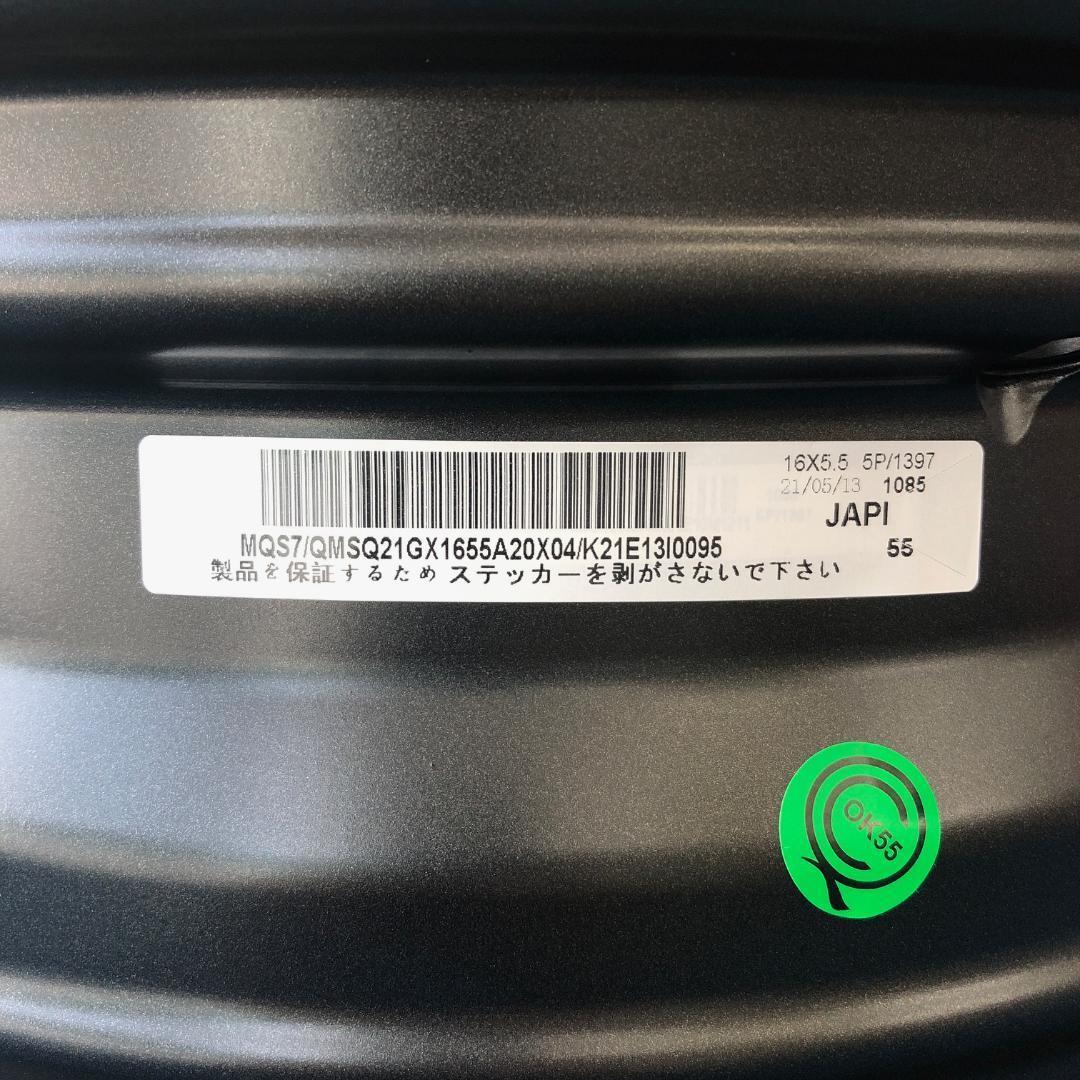 16X5.5 5P/1397
21/05/13 1085
JAPI
MQS7/QMSQ21GX1655A20X04/K21E13I0095
55
製品を保証するため ステッカーを剥がさないで下さい
OK55